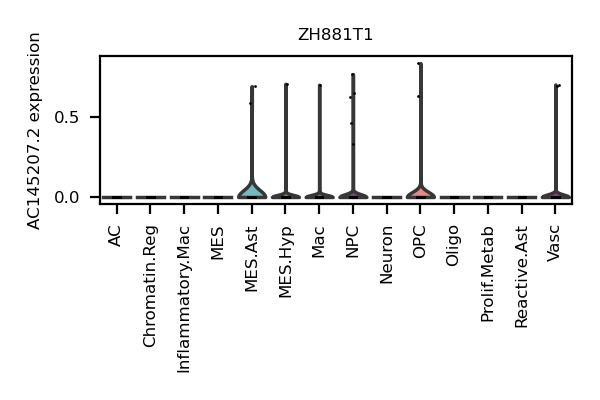 ZH881T1
AC145207.2 expression
0.5
0.0
AC
Chromatin.Reg
Inflammatory.Mac
MES
MES.Ast
MES.Hyp
Mac
NPC
Neuron
OPC
Oligo
Prolif.Metab
Reactive.Ast
Vasc